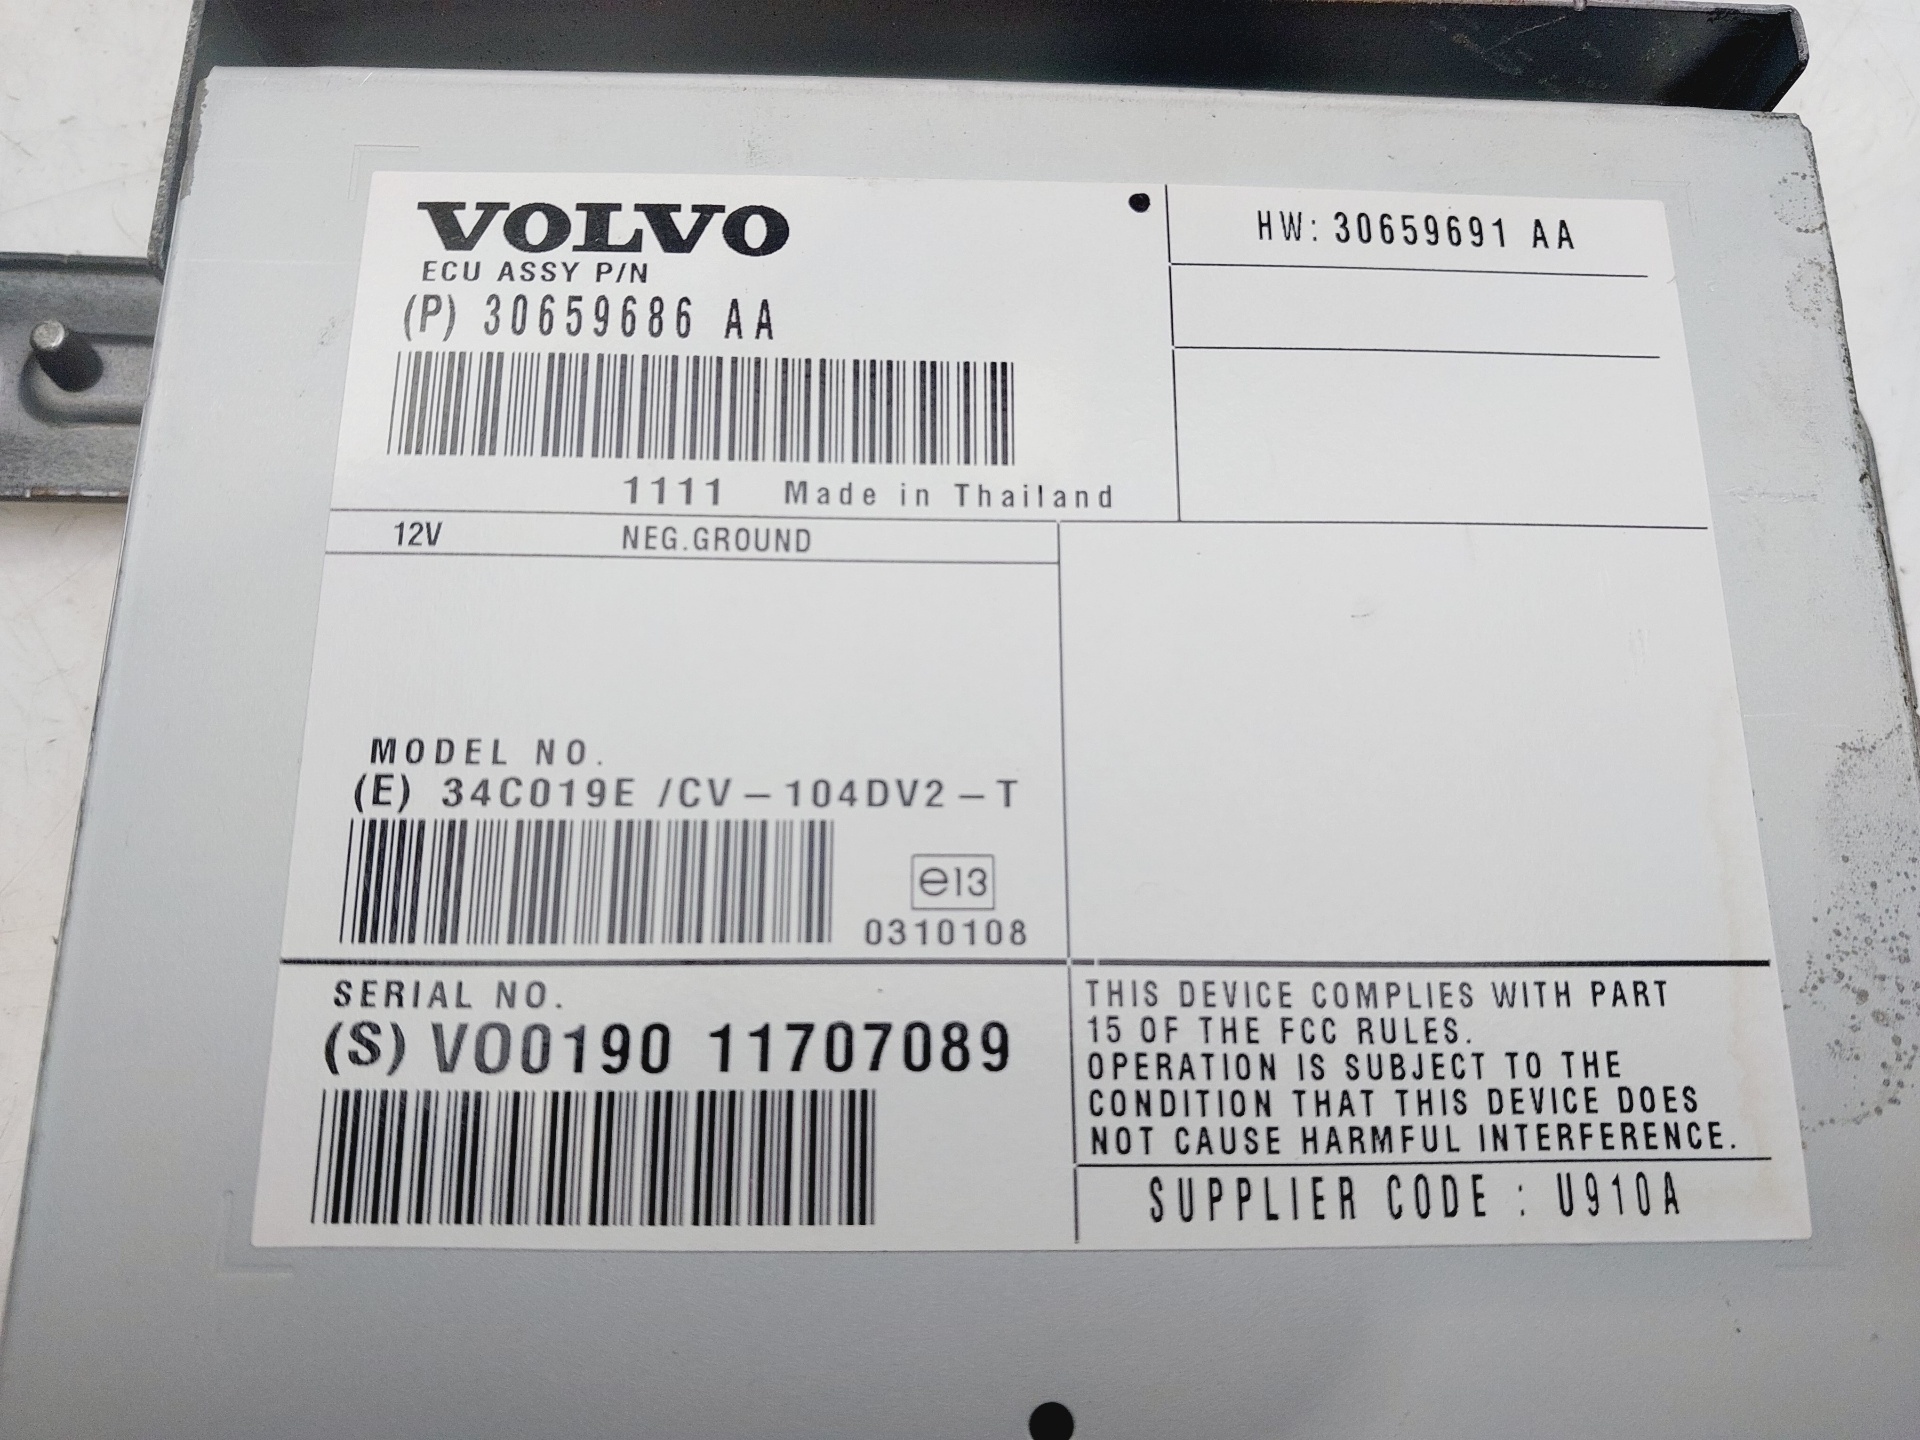 VOLVO
ECU ASSY P/N
(P) 30659686 AA
1111 Made in Thailand
HW: 30659691 AA
12V NEG.GROUND
MODEL NO.
(E) 34C019E /CV-104DV2-T
e13
0310108
SERIAL NO.
(S) VO0190 11707089
THIS DEVICE COMPLIES WITH PART
15 OF THE FCC RULES.
OPERATION IS SUBJECT TO THE
CONDITION THAT THIS DEVICE DOES
NOT CAUSE HARMFUL INTERFERENCE.
SUPPLIER CODE : U910A